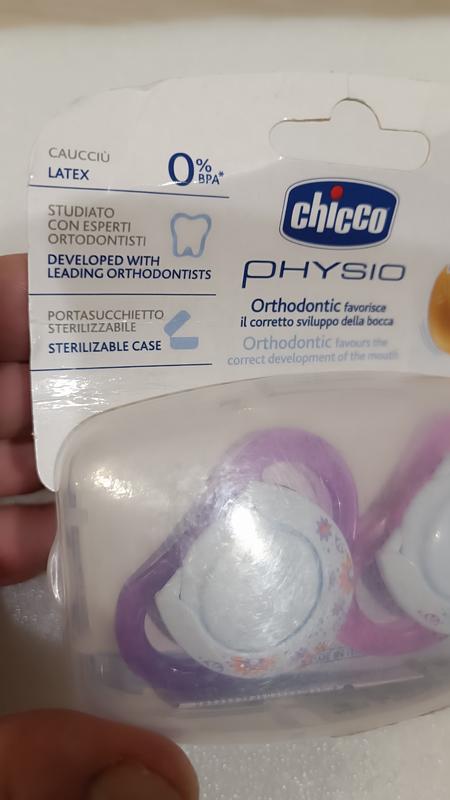 CAUCCIÙ
LATEX
0% BPA*
STUDIATO
CON ESPERTI
ORTODONTISTI
DEVELOPED WITH
LEADING ORTHODONTISTS
PORTASUCCHIETTO
STERILIZZABILE
STERILIZABLE CASE
chicco
PHYSIO
Orthodontic favorisce
il corretto sviluppo della bocca
Orthodontic favours the
correct development of the mouth